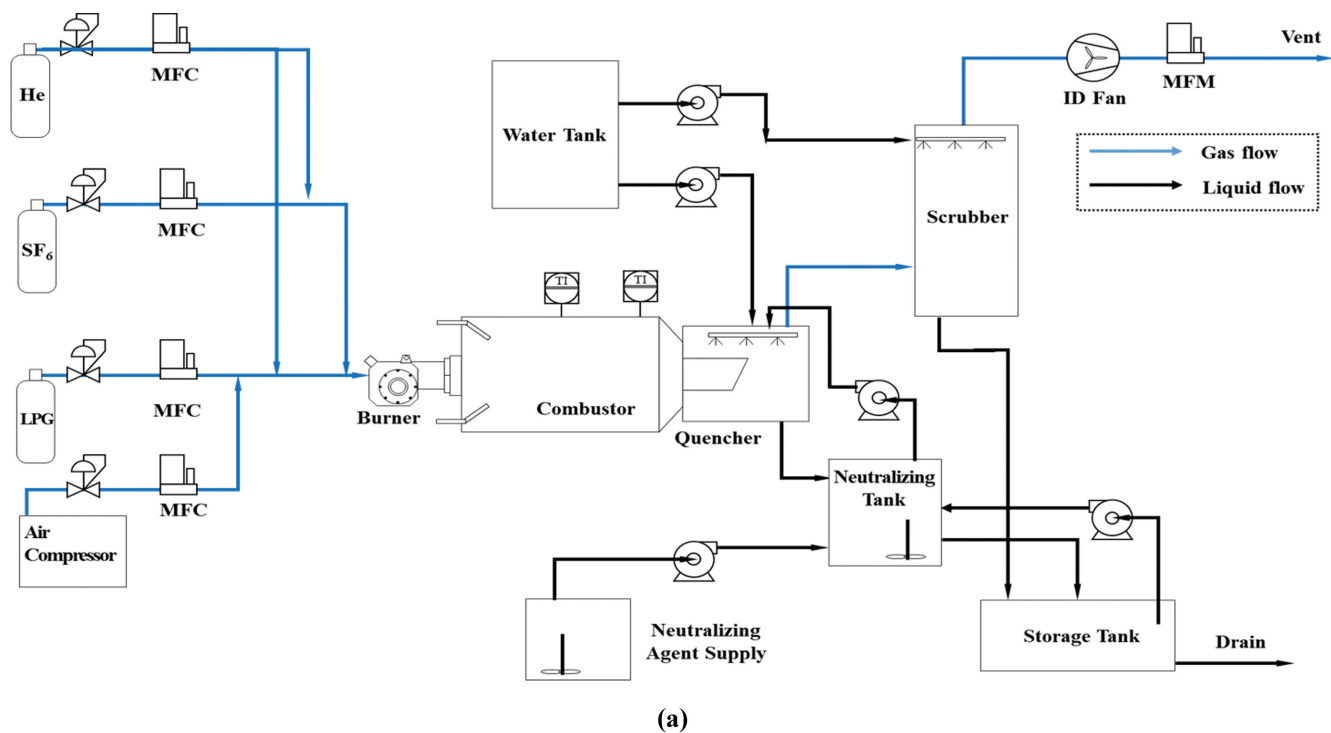 He
MFC
SF6
MFC
LPG
MFC
Air
Compressor
MFC
Burner
TI
TI
Combustor
Quencher
Water Tank
Scrubber
ID Fan
MFM
Vent
Gas flow
Liquid flow
Neutralizing
Tank
Neutralizing
Agent Supply
Storage Tank
Drain
(a)